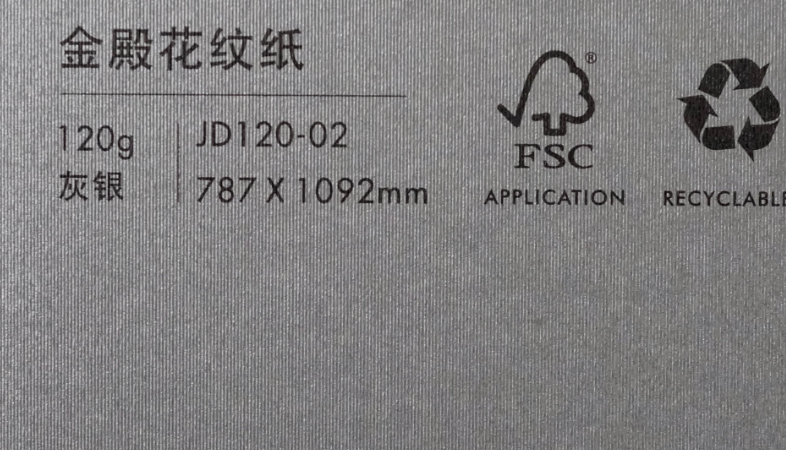 金殿花纹纸
120g
灰银
JD120-02
787 X 1092mm
®
FSC
APPLICATION
RECYCLABLE